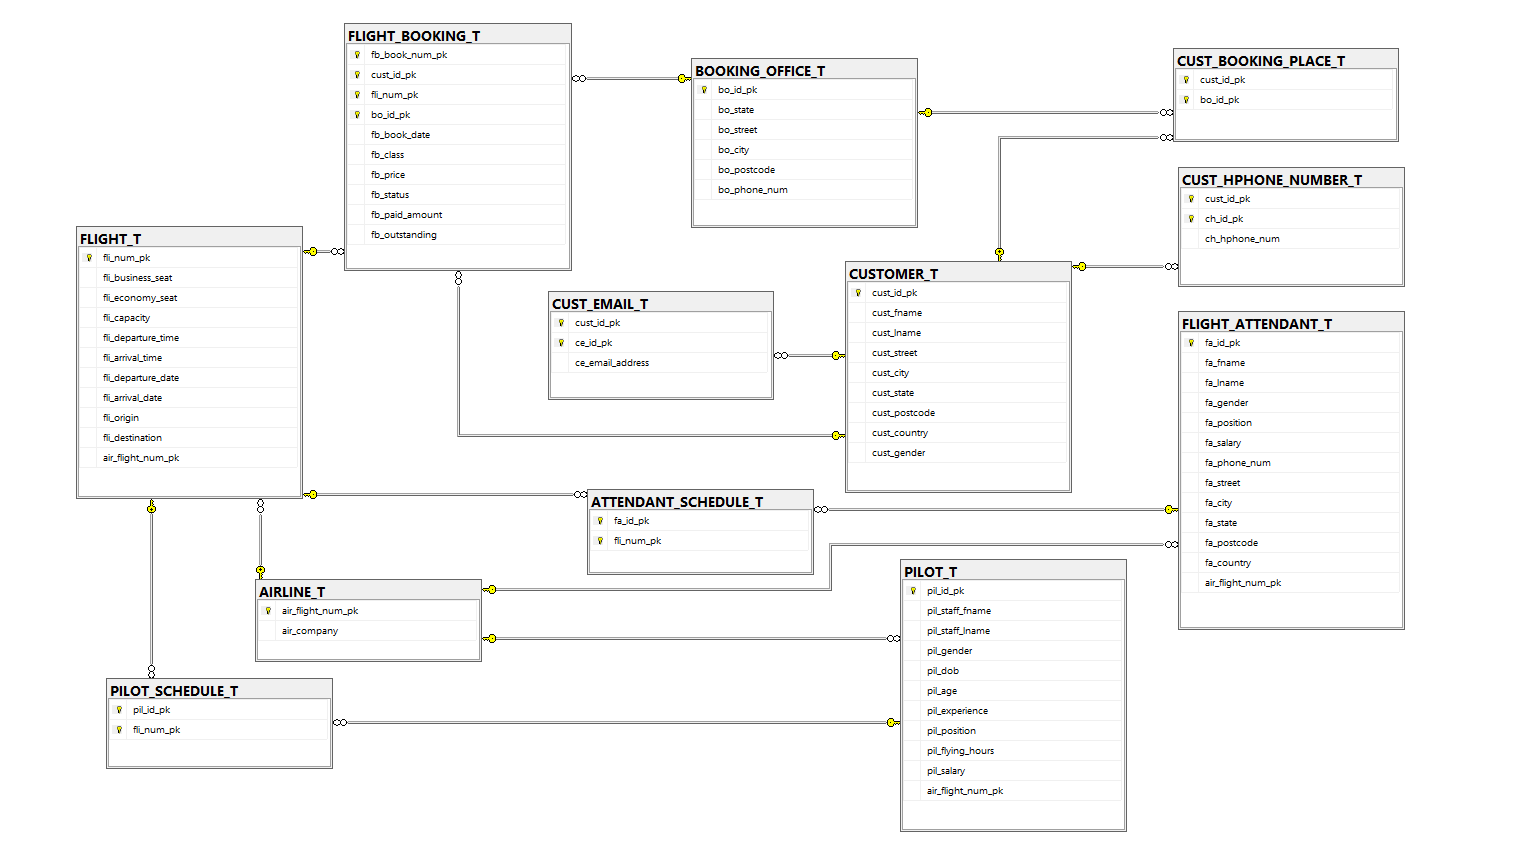 FLIGHT_BOOKING_T
fb_book_num_pk
cust_id_pk
fli_num_pk
bo_id_pk
fb_book_date
fb_class
fb_price
fb_status
fb_paid_amount
fb_outstanding
BOOKING_OFFICE_T
bo_id_pk
bo_state
bo_street
bo_city
bo_postcode
bo_phone_num
CUST_BOOKING_PLACE_T
cust_id_pk
bo_id_pk
CUST_HPHONE_NUMBER_T
cust_id_pk
ch_id_pk
ch_hphone_num
FLIGHT_T
fli_num_pk
fli_business_seat
fli_economy_seat
fli_capacity
fli_departure_time
fli_arrival_time
fli_departure_date
fli_arrival_date
fli_origin
fli_destination
air_flight_num_pk
CUST_EMAIL_T
cust_id_pk
ce_id_pk
ce_email_address
CUSTOMER_T
cust_id_pk
cust_fname
cust_lname
cust_street
cust_city
cust_state
cust_postcode
cust_country
cust_gender
FLIGHT_ATTENDANT_T
fa_id_pk
fa_fname
fa_lname
fa_gender
fa_position
fa_salary
fa_phone_num
fa_street
fa_city
fa_state
fa_postcode
fa_country
air_flight_num_pk
ATTENDANT_SCHEDULE_T
fa_id_pk
fli_num_pk
AIRLINE_T
air_flight_num_pk
air_company
PILOT_T
pil_id_pk
pil_staff_fname
pil_staff_lname
pil_gender
pil_dob
pil_age
pil_experience
pil_position
pil_flying_hours
pil_salary
air_flight_num_pk
PILOT_SCHEDULE_T
pil_id_pk
fli_num_pk